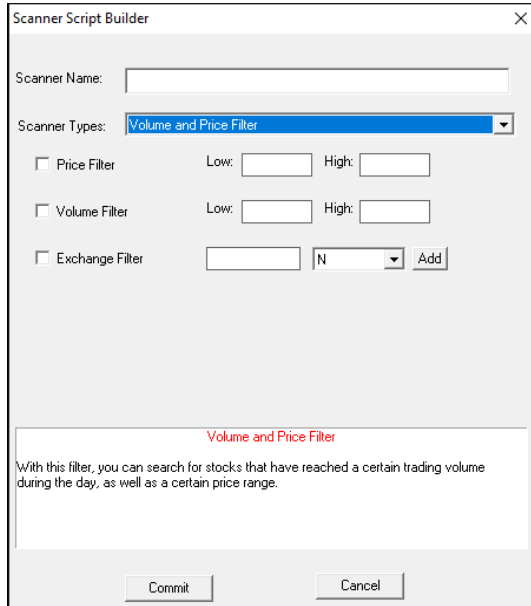 Scanner Script Builder
Scanner Name:
Scanner Types: Volume and Price Filter
Price Filter Low: High:
Volume Filter Low: High:
Exchange Filter N Add
Volume and Price Filter
With this filter, you can search for stocks that have reached a certain trading volume
during the day, as well as a certain price range.
Commit Cancel